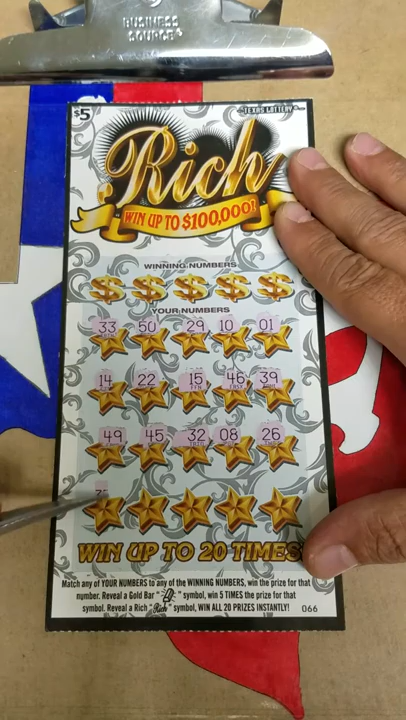 BUSINESS
SOURCE®
$5
TEXAS LOTTERY
Rich
WIN UP TO $100,000!
WINNING NUMBERS
$ $ $ $ $
YOUR NUMBERS
33 50 29 10 01
14 22 15 46 39
49 45 32 08 26
WIN UP TO 20 TIMES!
Match any of YOUR NUMBERS to any of the WINNING NUMBERS, win the prize for that
number. Reveal a Gold Bar " " symbol, win 5 TIMES the prize for that
symbol. Reveal a Rich "Rich" symbol, WIN ALL 20 PRIZES INSTANTLY!
066